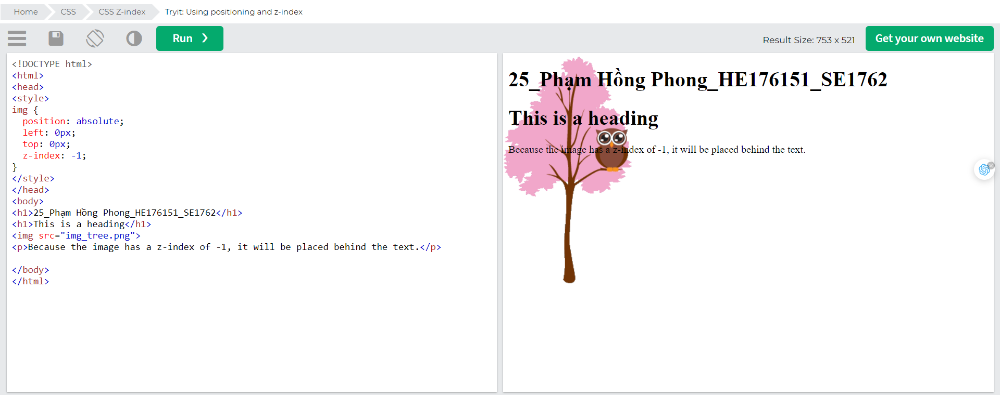 Home CSS CSS Z-index Tryit: Using positioning and z-index
Run ❯ Result Size: 753 x 521 Get your own website
<!DOCTYPE html>
<html>
<head>
<style>
img {
  position: absolute;
  left: 0px;
  top: 0px;
  z-index: -1;
}
</style>
</head>
<body>
<h1>25_Phạm Hồng Phong_HE176151_SE1762</h1>
<h1>This is a heading</h1>
<img src="img_tree.png">
<p>Because the image has a z-index of -1, it will be placed behind the text.</p>

</body>
</html>
25_Phạm Hồng Phong_HE176151_SE1762
This is a heading
Because the image has a z-index of -1, it will be placed behind the text.